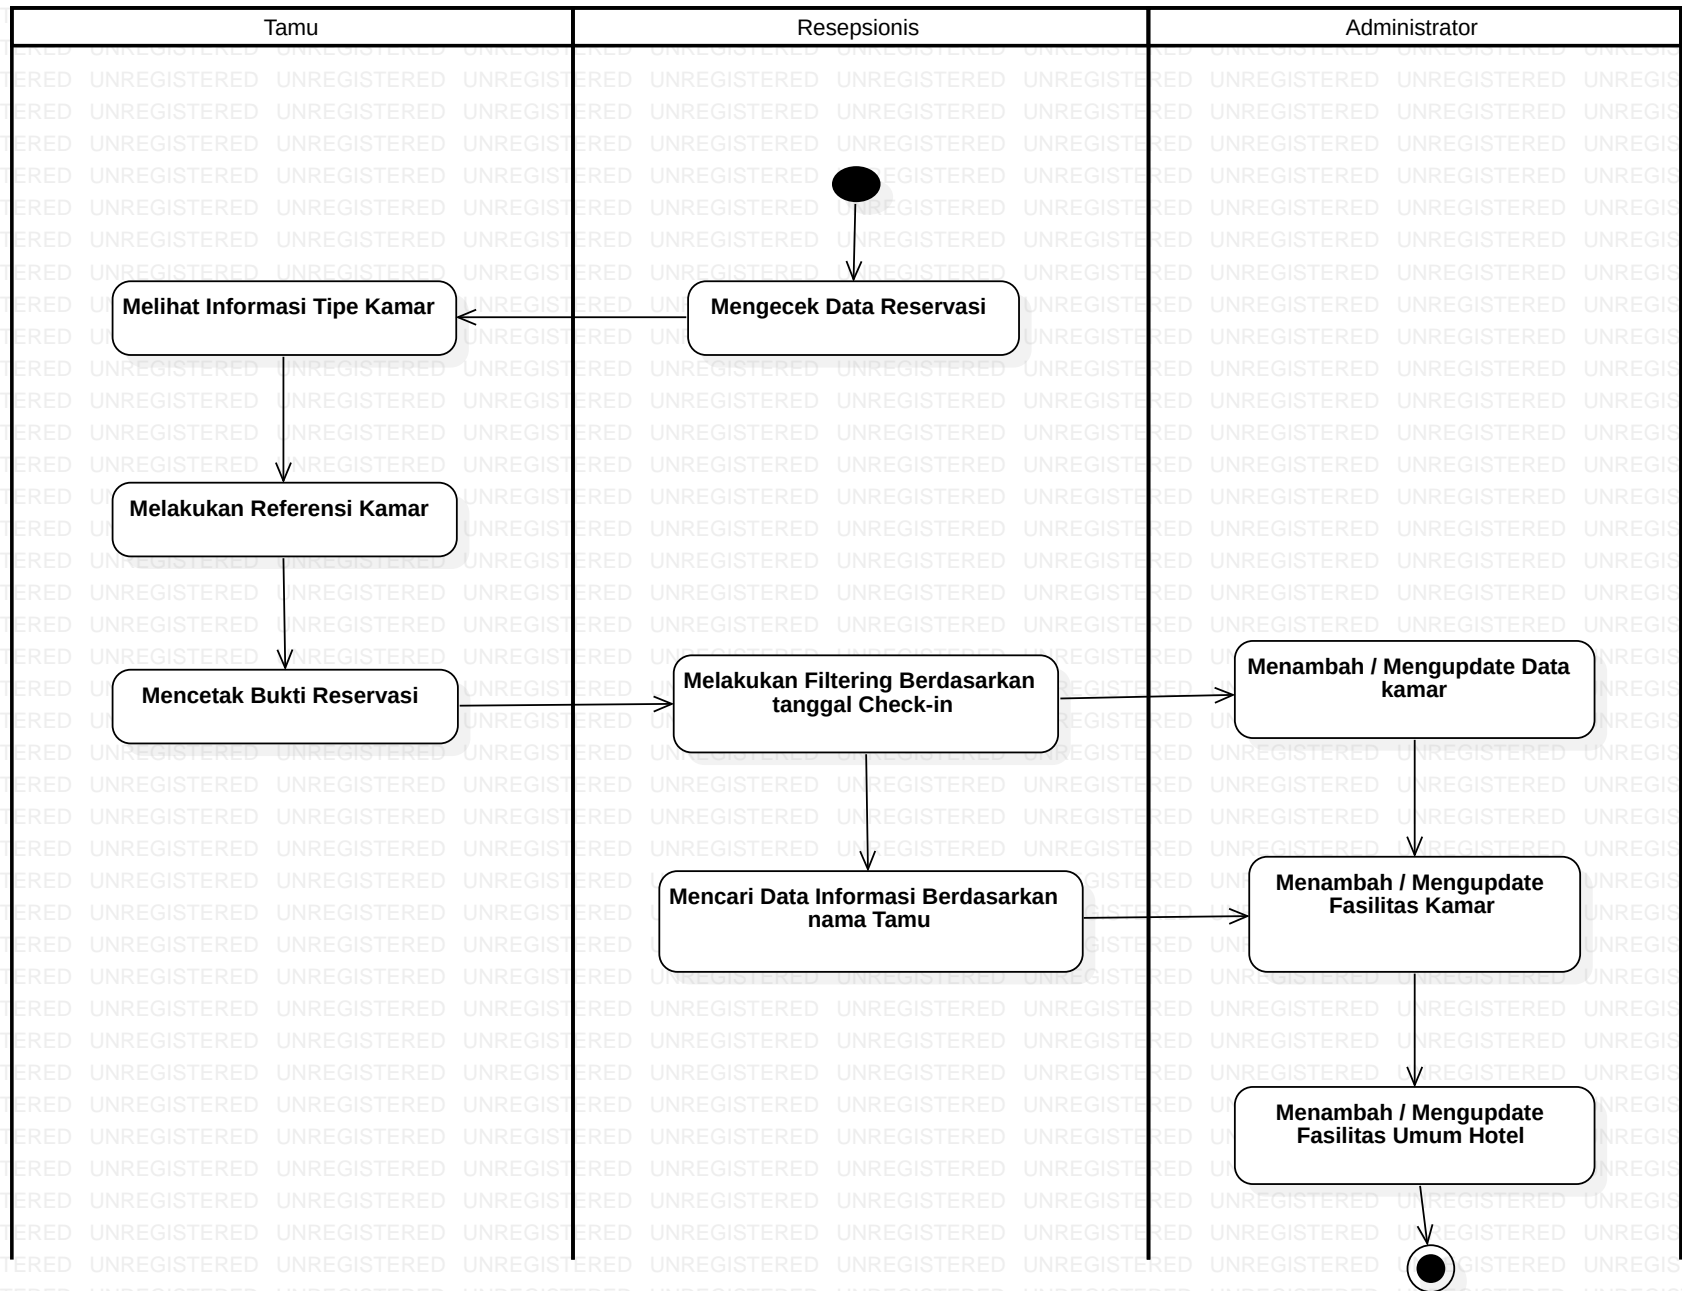 Tamu
Resepsionis
Administrator
Melihat Informasi Tipe Kamar
Mengecek Data Reservasi
Melakukan Referensi Kamar
Mencetak Bukti Reservasi
Melakukan Filtering Berdasarkan
tanggal Check-in
Menambah / Mengupdate Data
kamar
Mencari Data Informasi Berdasarkan
nama Tamu
Menambah / Mengupdate
Fasilitas Kamar
Menambah / Mengupdate
Fasilitas Umum Hotel
UNREGISTERED